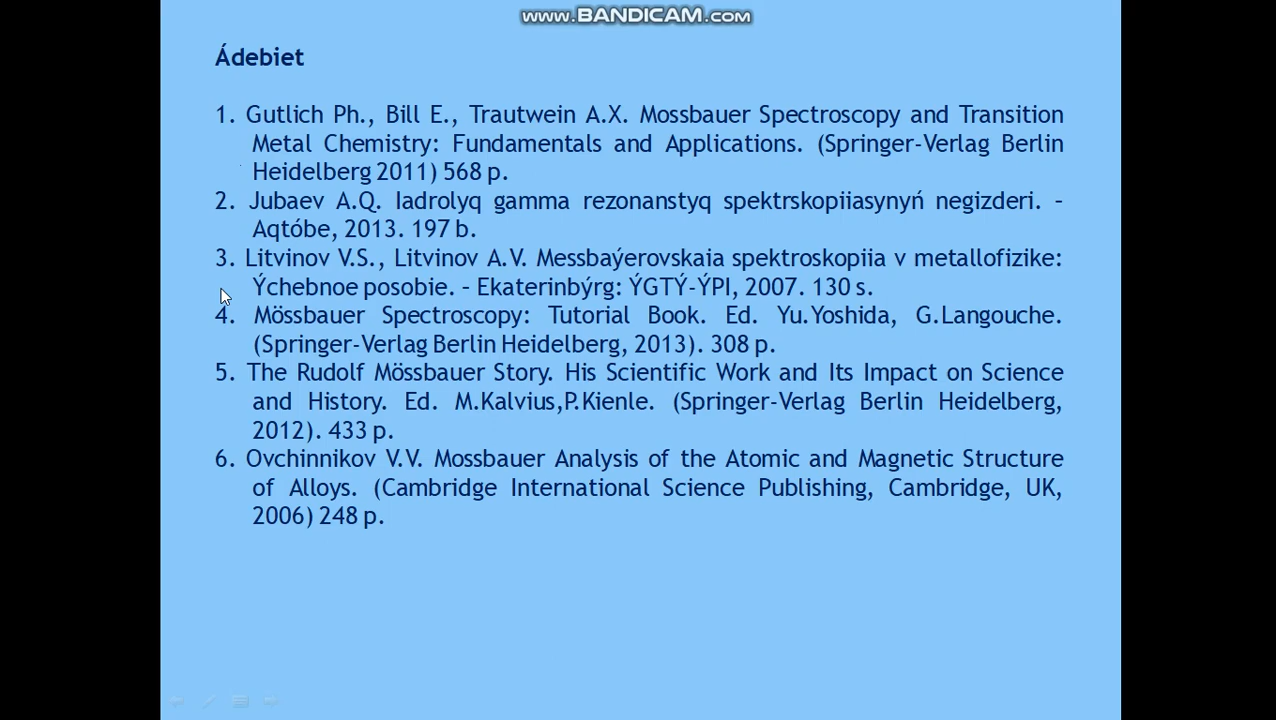 www.BANDICAM.com
Ádebiet
1. Gutlich Ph., Bill E., Trautwein A.X. Mossbauer Spectroscopy and Transition
Metal Chemistry: Fundamentals and Applications. (Springer-Verlag Berlin
Heidelberg 2011) 568 p.
2. Jubaev A.Q. Iadrolyq gamma rezonanstyq spektrskopiiasynyń negizderi. –
Aqtóbe, 2013. 197 b.
3. Litvinov V.S., Litvinov A.V. Messbaýerovskaia spektroskopiia v metallofizike:
Ýchebnoe posobie. – Ekaterinbýrg: ÝGTÝ-ÝPI, 2007. 130 s.
4. Mössbauer Spectroscopy: Tutorial Book. Ed. Yu.Yoshida, G.Langouche.
(Springer-Verlag Berlin Heidelberg, 2013). 308 p.
5. The Rudolf Mössbauer Story. His Scientific Work and Its Impact on Science
and History. Ed. M.Kalvius,P.Kienle. (Springer-Verlag Berlin Heidelberg,
2012). 433 p.
6. Ovchinnikov V.V. Mossbauer Analysis of the Atomic and Magnetic Structure
of Alloys. (Cambridge International Science Publishing, Cambridge, UK,
2006) 248 p.